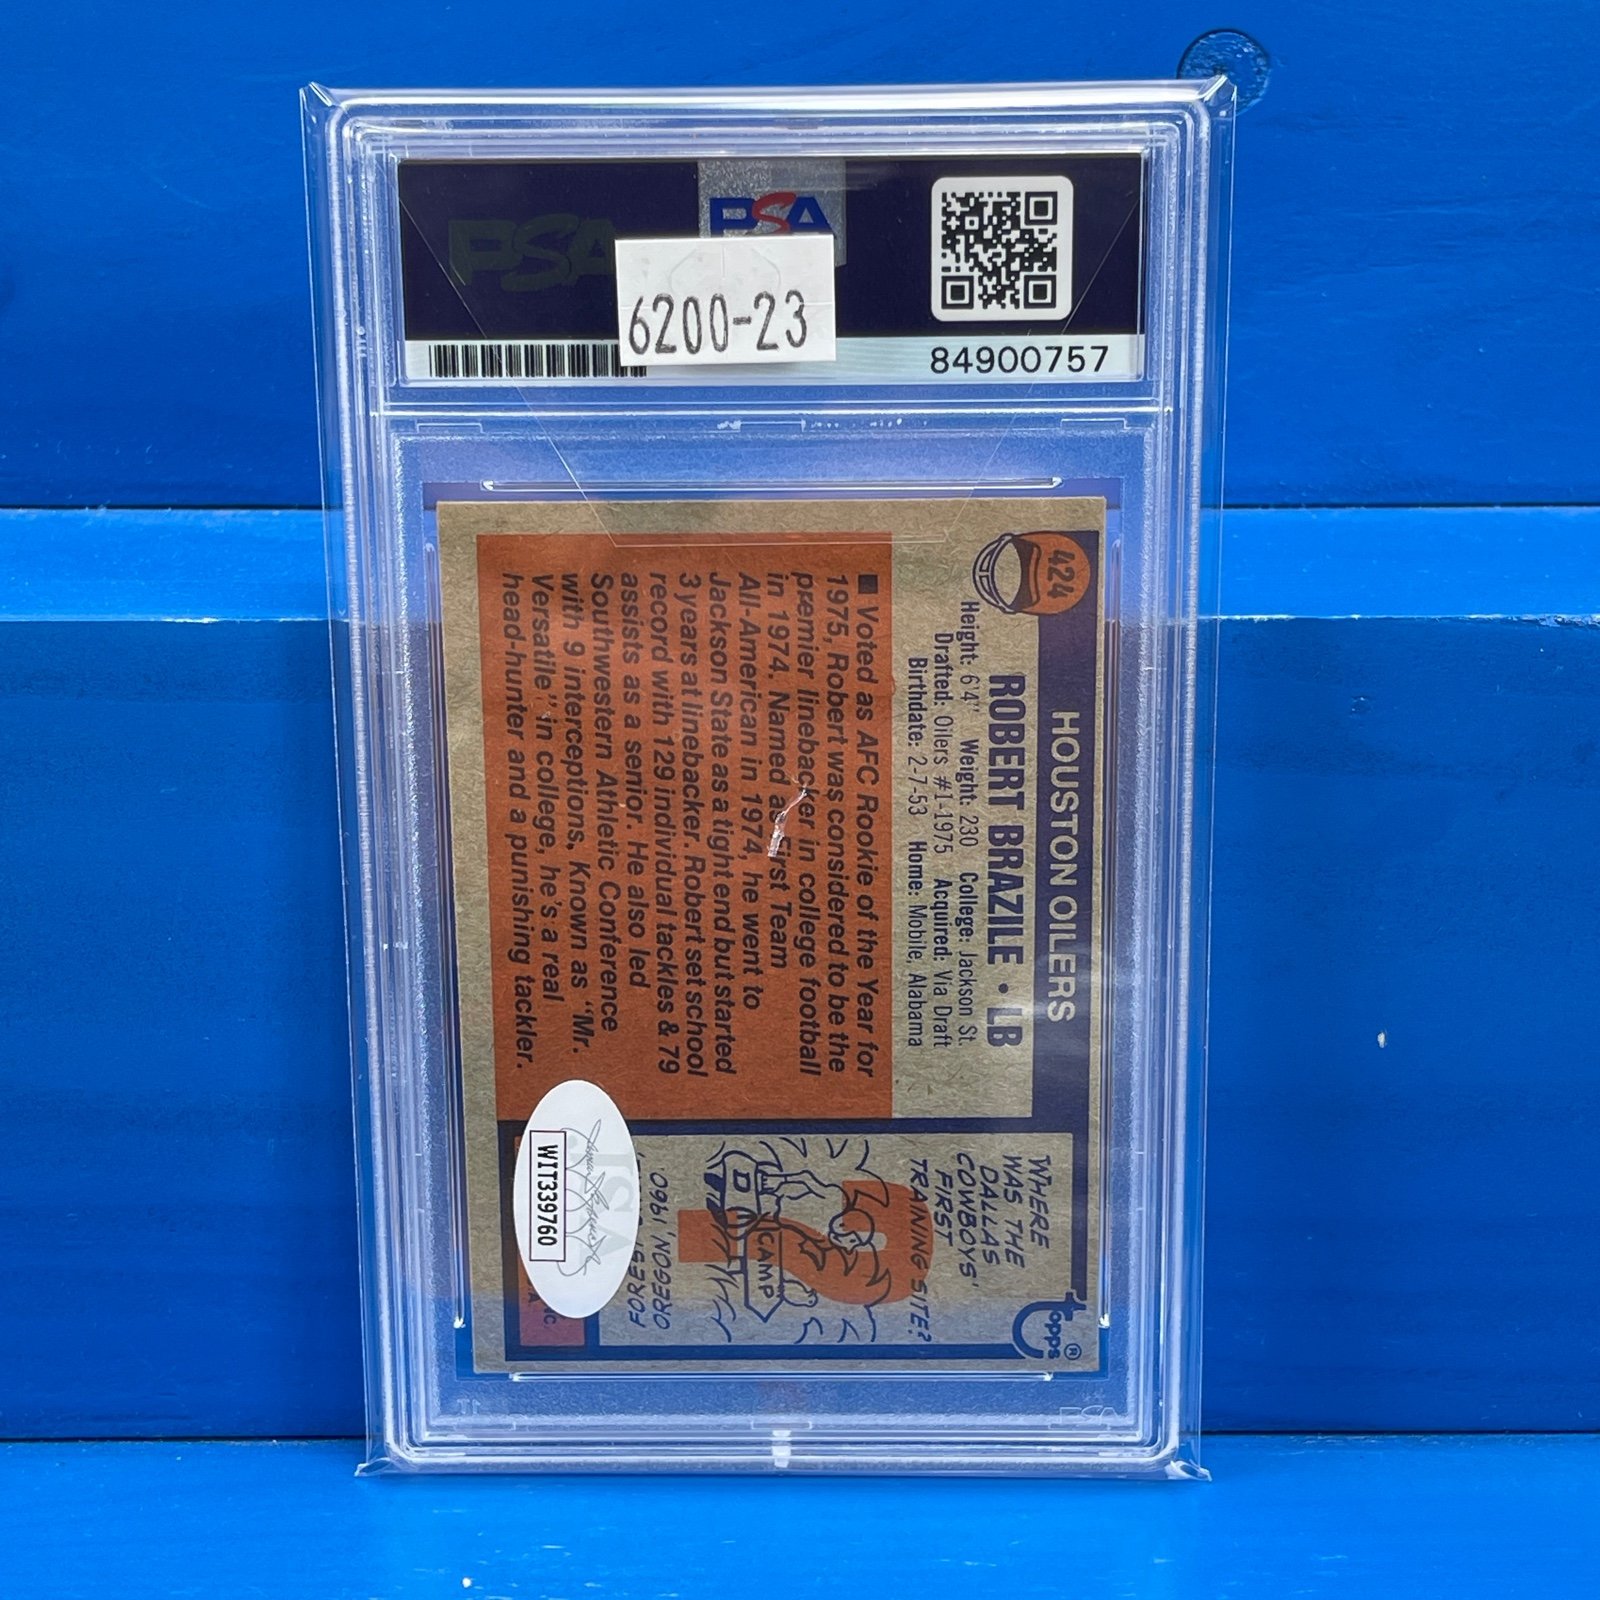 PSA
PSA
6200-23
84900757
424
HOUSTON OILERS
ROBERT BRAZILE • LB
Height: 6'4" Weight: 230 College: Jackson St.
Drafted: Oilers #1-1975 Acquired: Via Draft
Birthdate: 2-7-53 Home: Mobile, Alabama
■ Voted as AFC Rookie of the Year for
1975, Robert was considered to be the
premier linebacker in college football
in 1974. Named as First Team
All-American in 1974, he went to
Jackson State as a tight end but started
3 years at linebacker. Robert set school
record with 129 individual tackles & 79
assists as a senior. He also led
Southwestern Athletic Conference
with 9 interceptions. Known as "Mr.
Versatile" in college, he's a real
head-hunter and a punishing tackler.
topps®
WHERE
WAS THE
DALLAS
COWBOYS'
FIRST
TRAINING SITE?
CAMP
D
OREGON, 1960.
FOREST
JSA
WIT339760
PSA